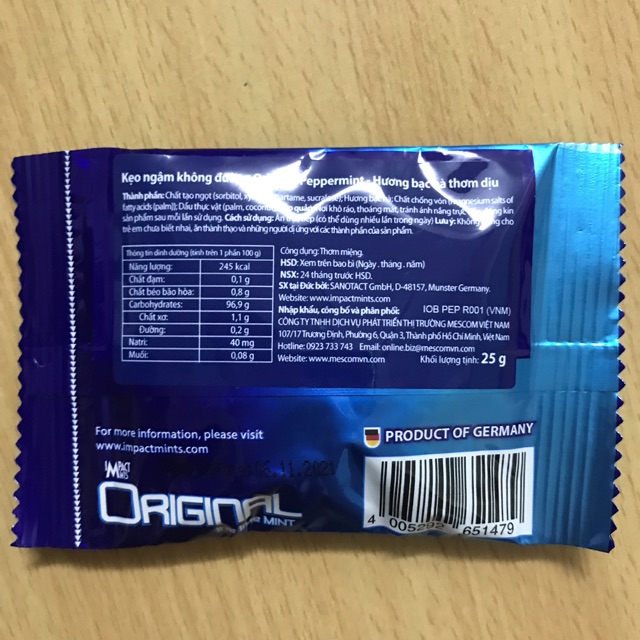 Kẹo ngậm không Peppermint - Hương bạc hà thơm dịu
Thành phần: Chất tạo ngọt (sorbitol, sucralose), Hương bạc hà, Chất chống vón (magnesium salts of
fatty acids (palm)); Dầu thực vật (palm, coconut). quản: Nơi khô ráo, thoáng mát, tránh ánh nắng kín
sản phẩm sau mỗi lần sử dụng. Cách sử dụng: Ăn trực tiếp (có thể dùng nhiều lần trong ngày) Lưu ý: cho
trẻ em chưa biết nhai, ăn thành thạo và những người dị ứng với các thành phần của sản phẩm.
Thông tin dinh dưỡng (tính trên 1 phần 100 g)
Năng lượng: 245 kcal
Chất đạm: 0,1 g
Chất béo bão hòa: 0,8 g
Carbohydrates: 96,9 g
Chất xơ: 1,1 g
Đường: 0,2 g
Natri: 40 mg
Muối: 0,08 g
Công dụng: Thơm miệng.
HSD: Xem trên bao bì (Ngày . tháng . năm)
NSX: 24 tháng trước HSD.
SX tại Đức bởi: SANOTACT GmbH, D-48157, Munster Germany.
Website: www.impactmints.com
Nhập khẩu, công bố và phân phối: IOB PEP R001 (VNM)
CÔNG TY TNHH DỊCH VỤ PHÁT TRIỂN THỊ TRƯỜNG MESCOM VIỆT NAM
107/17 Trương Định, Phường 6, Quận 3, Thành phố Hồ Chí Minh, Việt Nam
Hotline: 0923 733 743 Email: online.biz@mescomvn.com
Website: www.mescomvn.com Khối lượng tịnh: 25 g
For more information, please visit
www.impactmints.com
PRODUCT OF GERMANY
11.2021
IMPACT
MINTS
ORIGINAL
MINT
4 005292 651479